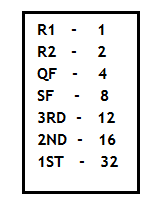 R1 - 1
R2 - 2
QF - 4
SF - 8
3RD - 12
2ND - 16
1ST - 32